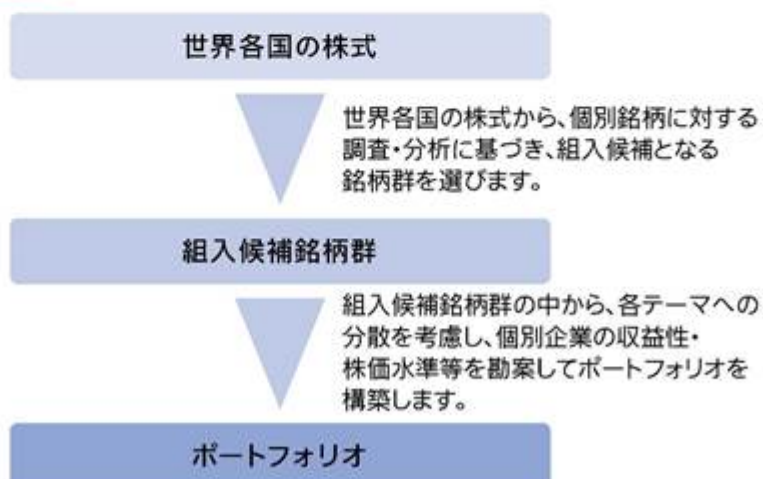 世界各国の株式
世界各国の株式から、個別銘柄に対する
調査・分析に基づき、組入候補となる
銘柄群を選びます。
組入候補銘柄群
組入候補銘柄群の中から、各テーマへの
分散を考慮し、個別企業の収益性・
株価水準等を勘案してポートフォリオを
構築します。
ポートフォリオ